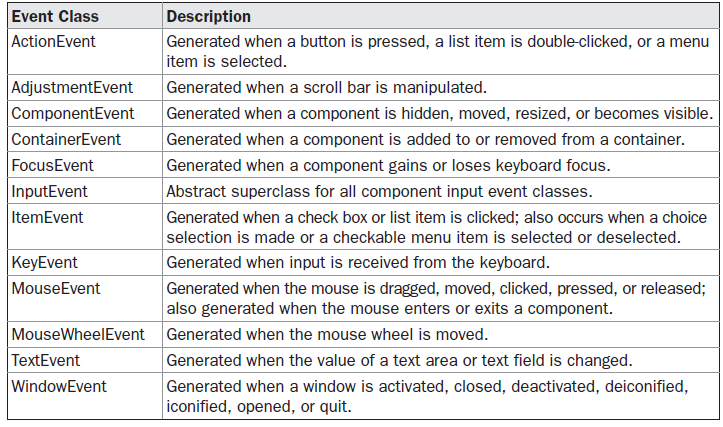 Event Class Description
ActionEvent Generated when a button is pressed, a list item is double-clicked, or a menu
item is selected.
AdjustmentEvent Generated when a scroll bar is manipulated.
ComponentEvent Generated when a component is hidden, moved, resized, or becomes visible.
ContainerEvent Generated when a component is added to or removed from a container.
FocusEvent Generated when a component gains or loses keyboard focus.
InputEvent Abstract superclass for all component input event classes.
ItemEvent Generated when a check box or list item is clicked; also occurs when a choice
selection is made or a checkable menu item is selected or deselected.
KeyEvent Generated when input is received from the keyboard.
MouseEvent Generated when the mouse is dragged, moved, clicked, pressed, or released;
also generated when the mouse enters or exits a component.
MouseWheelEvent Generated when the mouse wheel is moved.
TextEvent Generated when the value of a text area or text field is changed.
WindowEvent Generated when a window is activated, closed, deactivated, deiconified,
iconified, opened, or quit.